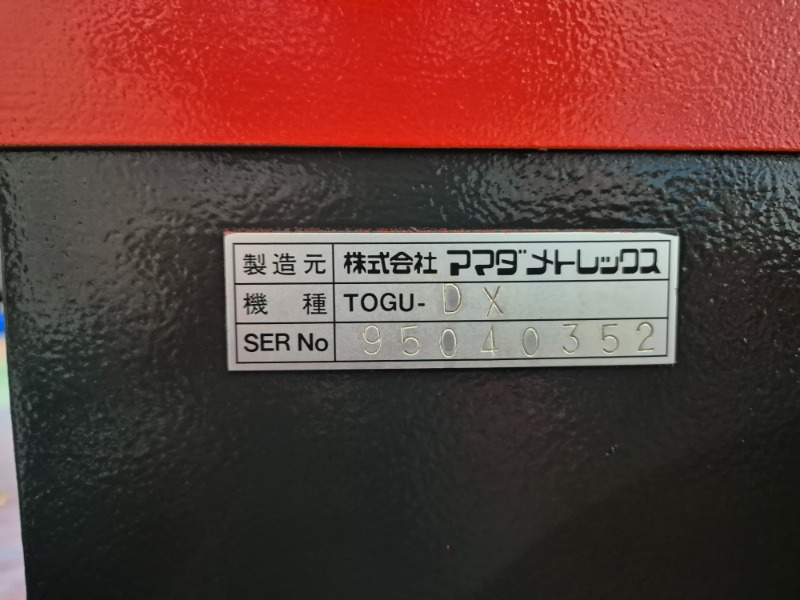 製造元 株式会社 アマダメトレックス
機種 TOGU-DX
SER No 95040352